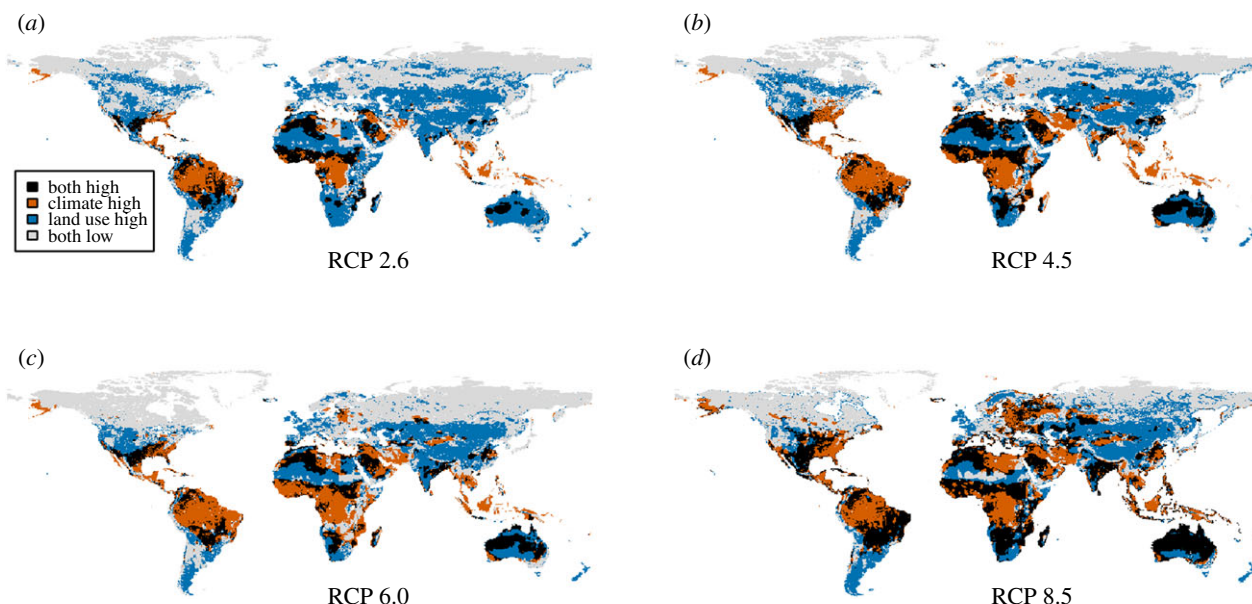 (a)
(b)
both high
climate high
land use high
both low
RCP 2.6
RCP 4.5
(c)
(d)
RCP 6.0
RCP 8.5